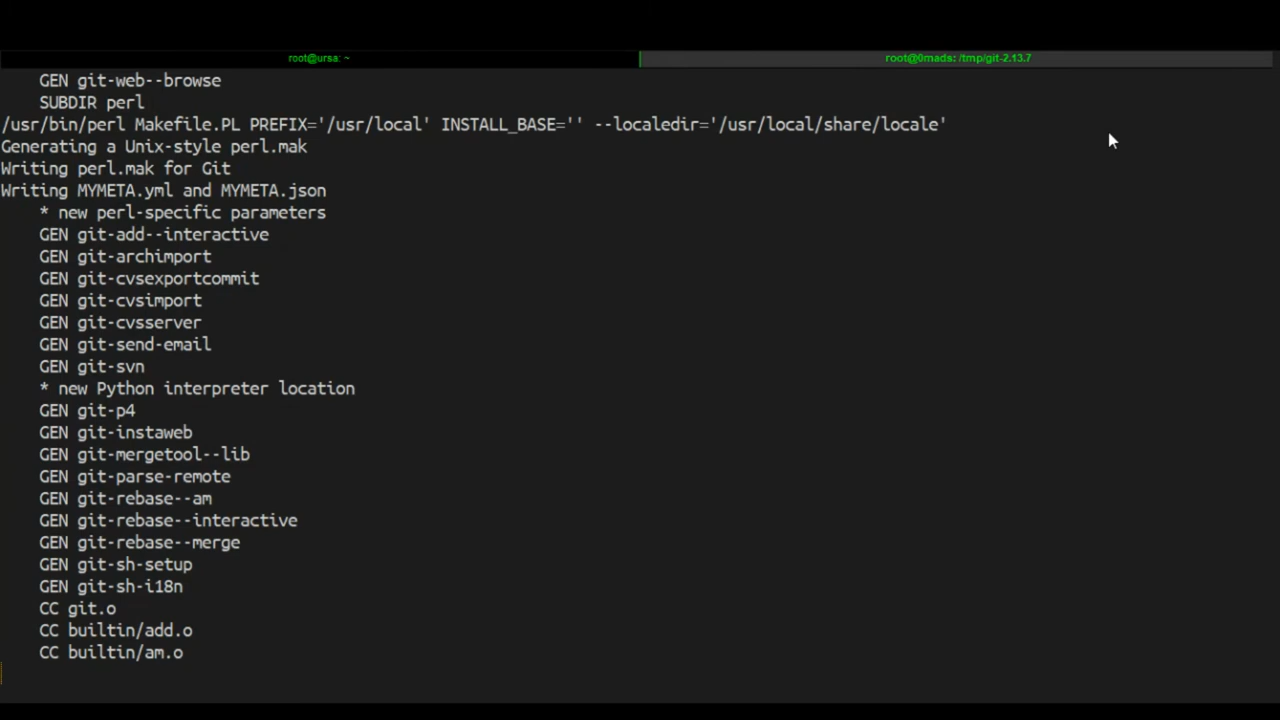 root@ursa: ~
root@0mads: /tmp/git-2.13.7
GEN git-web--browse
SUBDIR perl
/usr/bin/perl Makefile.PL PREFIX='/usr/local' INSTALL_BASE='' --localedir='/usr/local/share/locale'
Generating a Unix-style perl.mak
Writing perl.mak for Git
Writing MYMETA.yml and MYMETA.json
* new perl-specific parameters
GEN git-add--interactive
GEN git-archimport
GEN git-cvsexportcommit
GEN git-cvsimport
GEN git-cvsserver
GEN git-send-email
GEN git-svn
* new Python interpreter location
GEN git-p4
GEN git-instaweb
GEN git-mergetool--lib
GEN git-parse-remote
GEN git-rebase--am
GEN git-rebase--interactive
GEN git-rebase--merge
GEN git-sh-setup
GEN git-sh-i18n
CC git.o
CC builtin/add.o
CC builtin/am.o